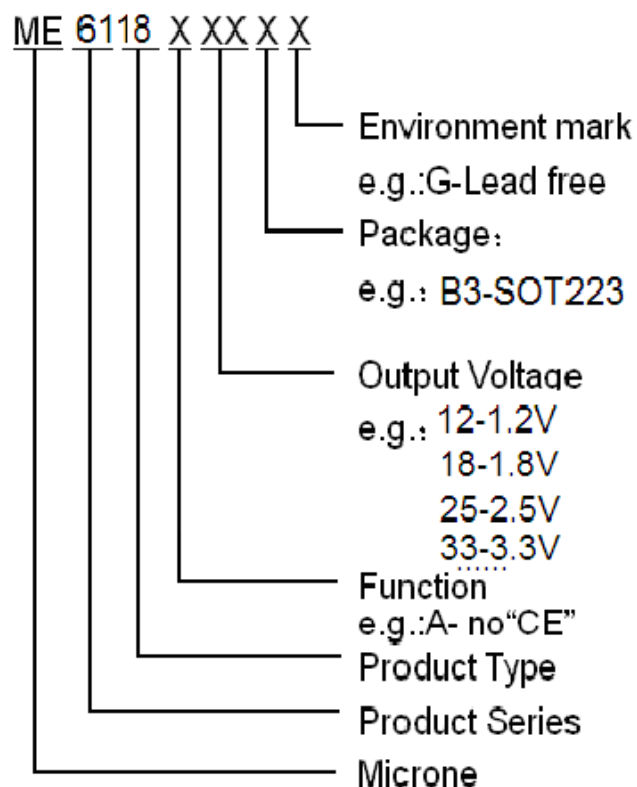 ME 6118 X XX X X
Environment mark
e.g.:G-Lead free
Package：
e.g.：B3-SOT223
Output Voltage
e.g.：12-1.2V
18-1.8V
25-2.5V
33-3.3V
......
Function
e.g.:A- no“CE”
Product Type
Product Series
Microne